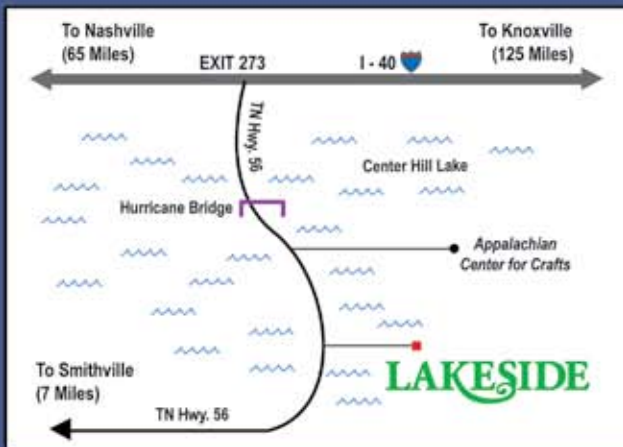 To Nashville
(65 Miles)
To Knoxville
(125 Miles)
EXIT 273
I - 40
TN Hwy. 56
Center Hill Lake
Hurricane Bridge
Appalachian
Center for Crafts
LAKESIDE
To Smithville
(7 Miles)
TN Hwy. 56